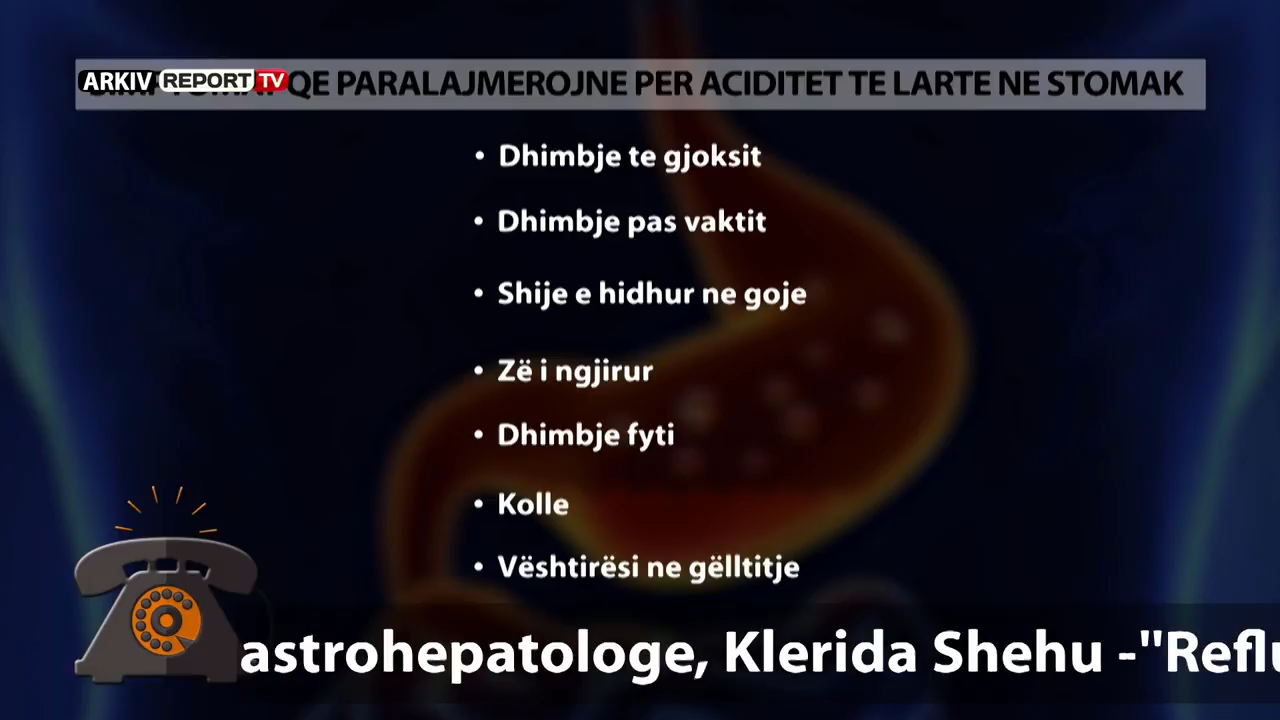 ARKIV REPORT TV
QE PARALAJMEROJNE PER ACIDITET TE LARTE NE STOMAK
• Dhimbje te gjoksit
• Dhimbje pas vaktit
• Shije e hidhur ne goje
• Zë i ngjirur
• Dhimbje fyti
• Kolle
• Vështirësi ne gëlltitje
astrohepatologe, Klerida Shehu -"Reflu